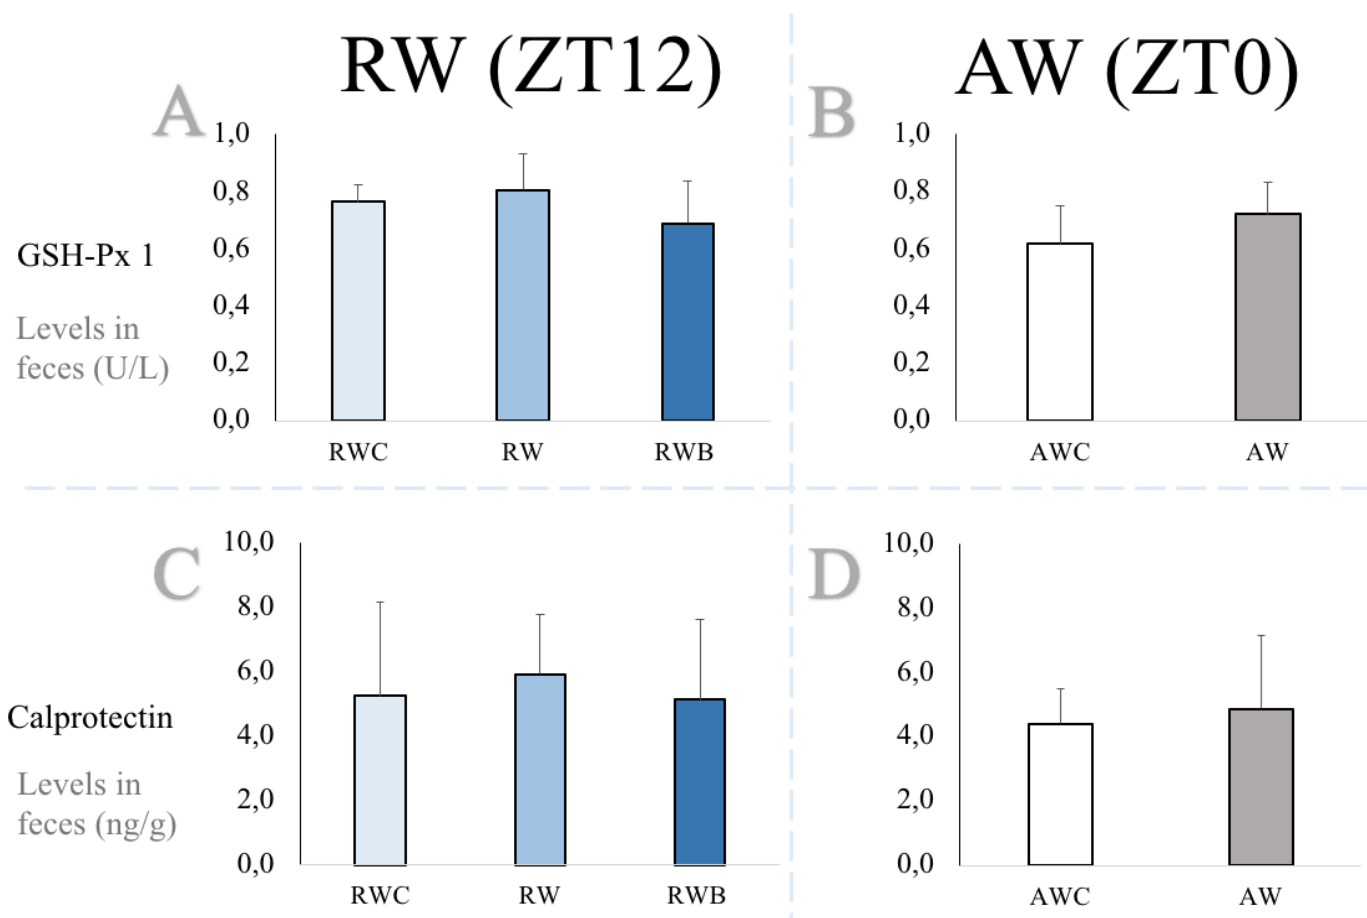 RW (ZT12)
AW (ZT0)
A
1,0
0,8
0,6
0,4
0,2
0,0
RWC RW RWB
B
1,0
0,8
0,6
0,4
0,2
0,0
AWC AW
GSH-Px 1
Levels in
feces (U/L)
C
10,0
8,0
6,0
4,0
2,0
0,0
RWC RW RWB
D
10,0
8,0
6,0
4,0
2,0
0,0
AWC AW
Calprotectin
Levels in
feces (ng/g)